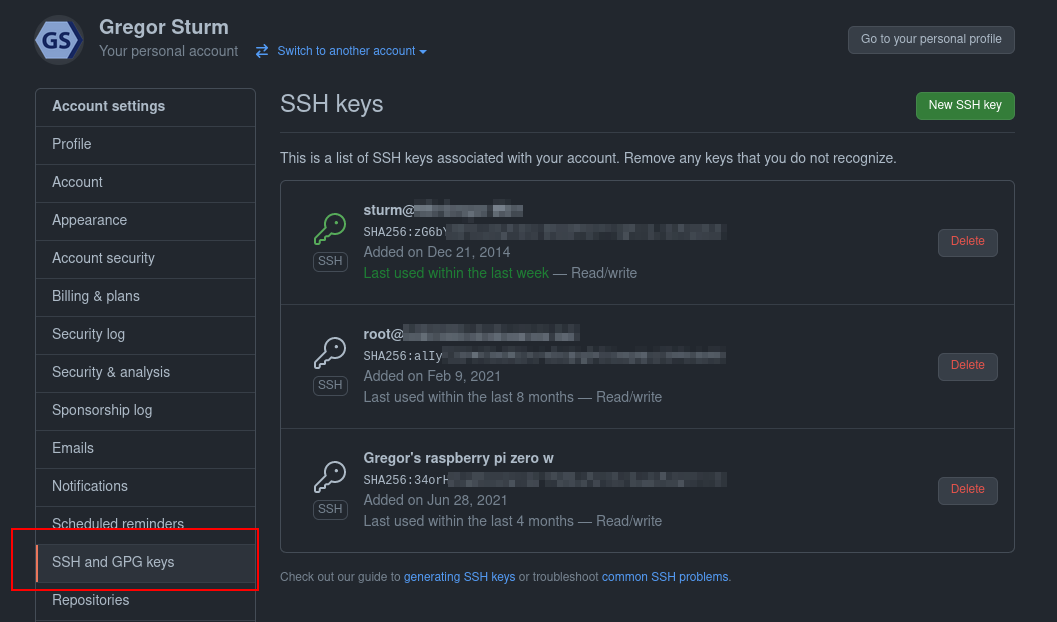 GS
Gregor Sturm
Your personal account
Switch to another account
Go to your personal profile
Account settings
Profile
Account
Appearance
Account security
Billing & plans
Security log
Security & analysis
Sponsorship log
Emails
Notifications
Scheduled reminders
SSH and GPG keys
Repositories
SSH keys
New SSH key
This is a list of SSH keys associated with your account. Remove any keys that you do not recognize.
sturm@
SHA256:zG6b
Added on Dec 21, 2014
Last used within the last week — Read/write
SSH
Delete
root@
SHA256:alIy
Added on Feb 9, 2021
Last used within the last 8 months — Read/write
SSH
Delete
Gregor's raspberry pi zero w
SHA256:34or
Added on Jun 28, 2021
Last used within the last 4 months — Read/write
SSH
Delete
Check out our guide to generating SSH keys or troubleshoot common SSH problems.